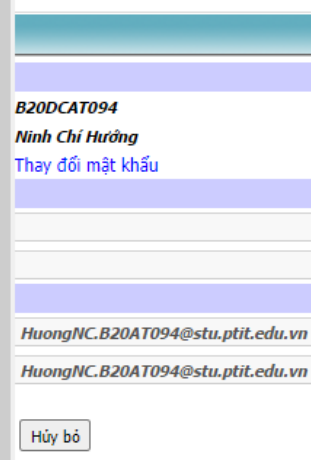 B20DCAT094
Ninh Chí Hướng
Thay đổi mật khẩu
HuongNC.B20AT094@stu.ptit.edu.vn
HuongNC.B20AT094@stu.ptit.edu.vn
Hủy bỏ